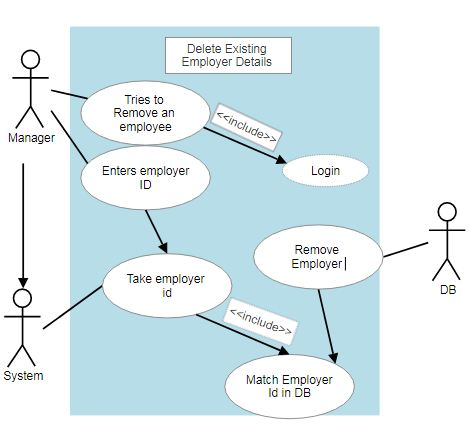 Delete Existing
Employer Details
Tries to
Remove an
employee
<<include>>
Manager
Enters employer
ID
Login
Remove
Employer
Take employer
id
DB
<<include>>
System
Match Employer
Id in DB